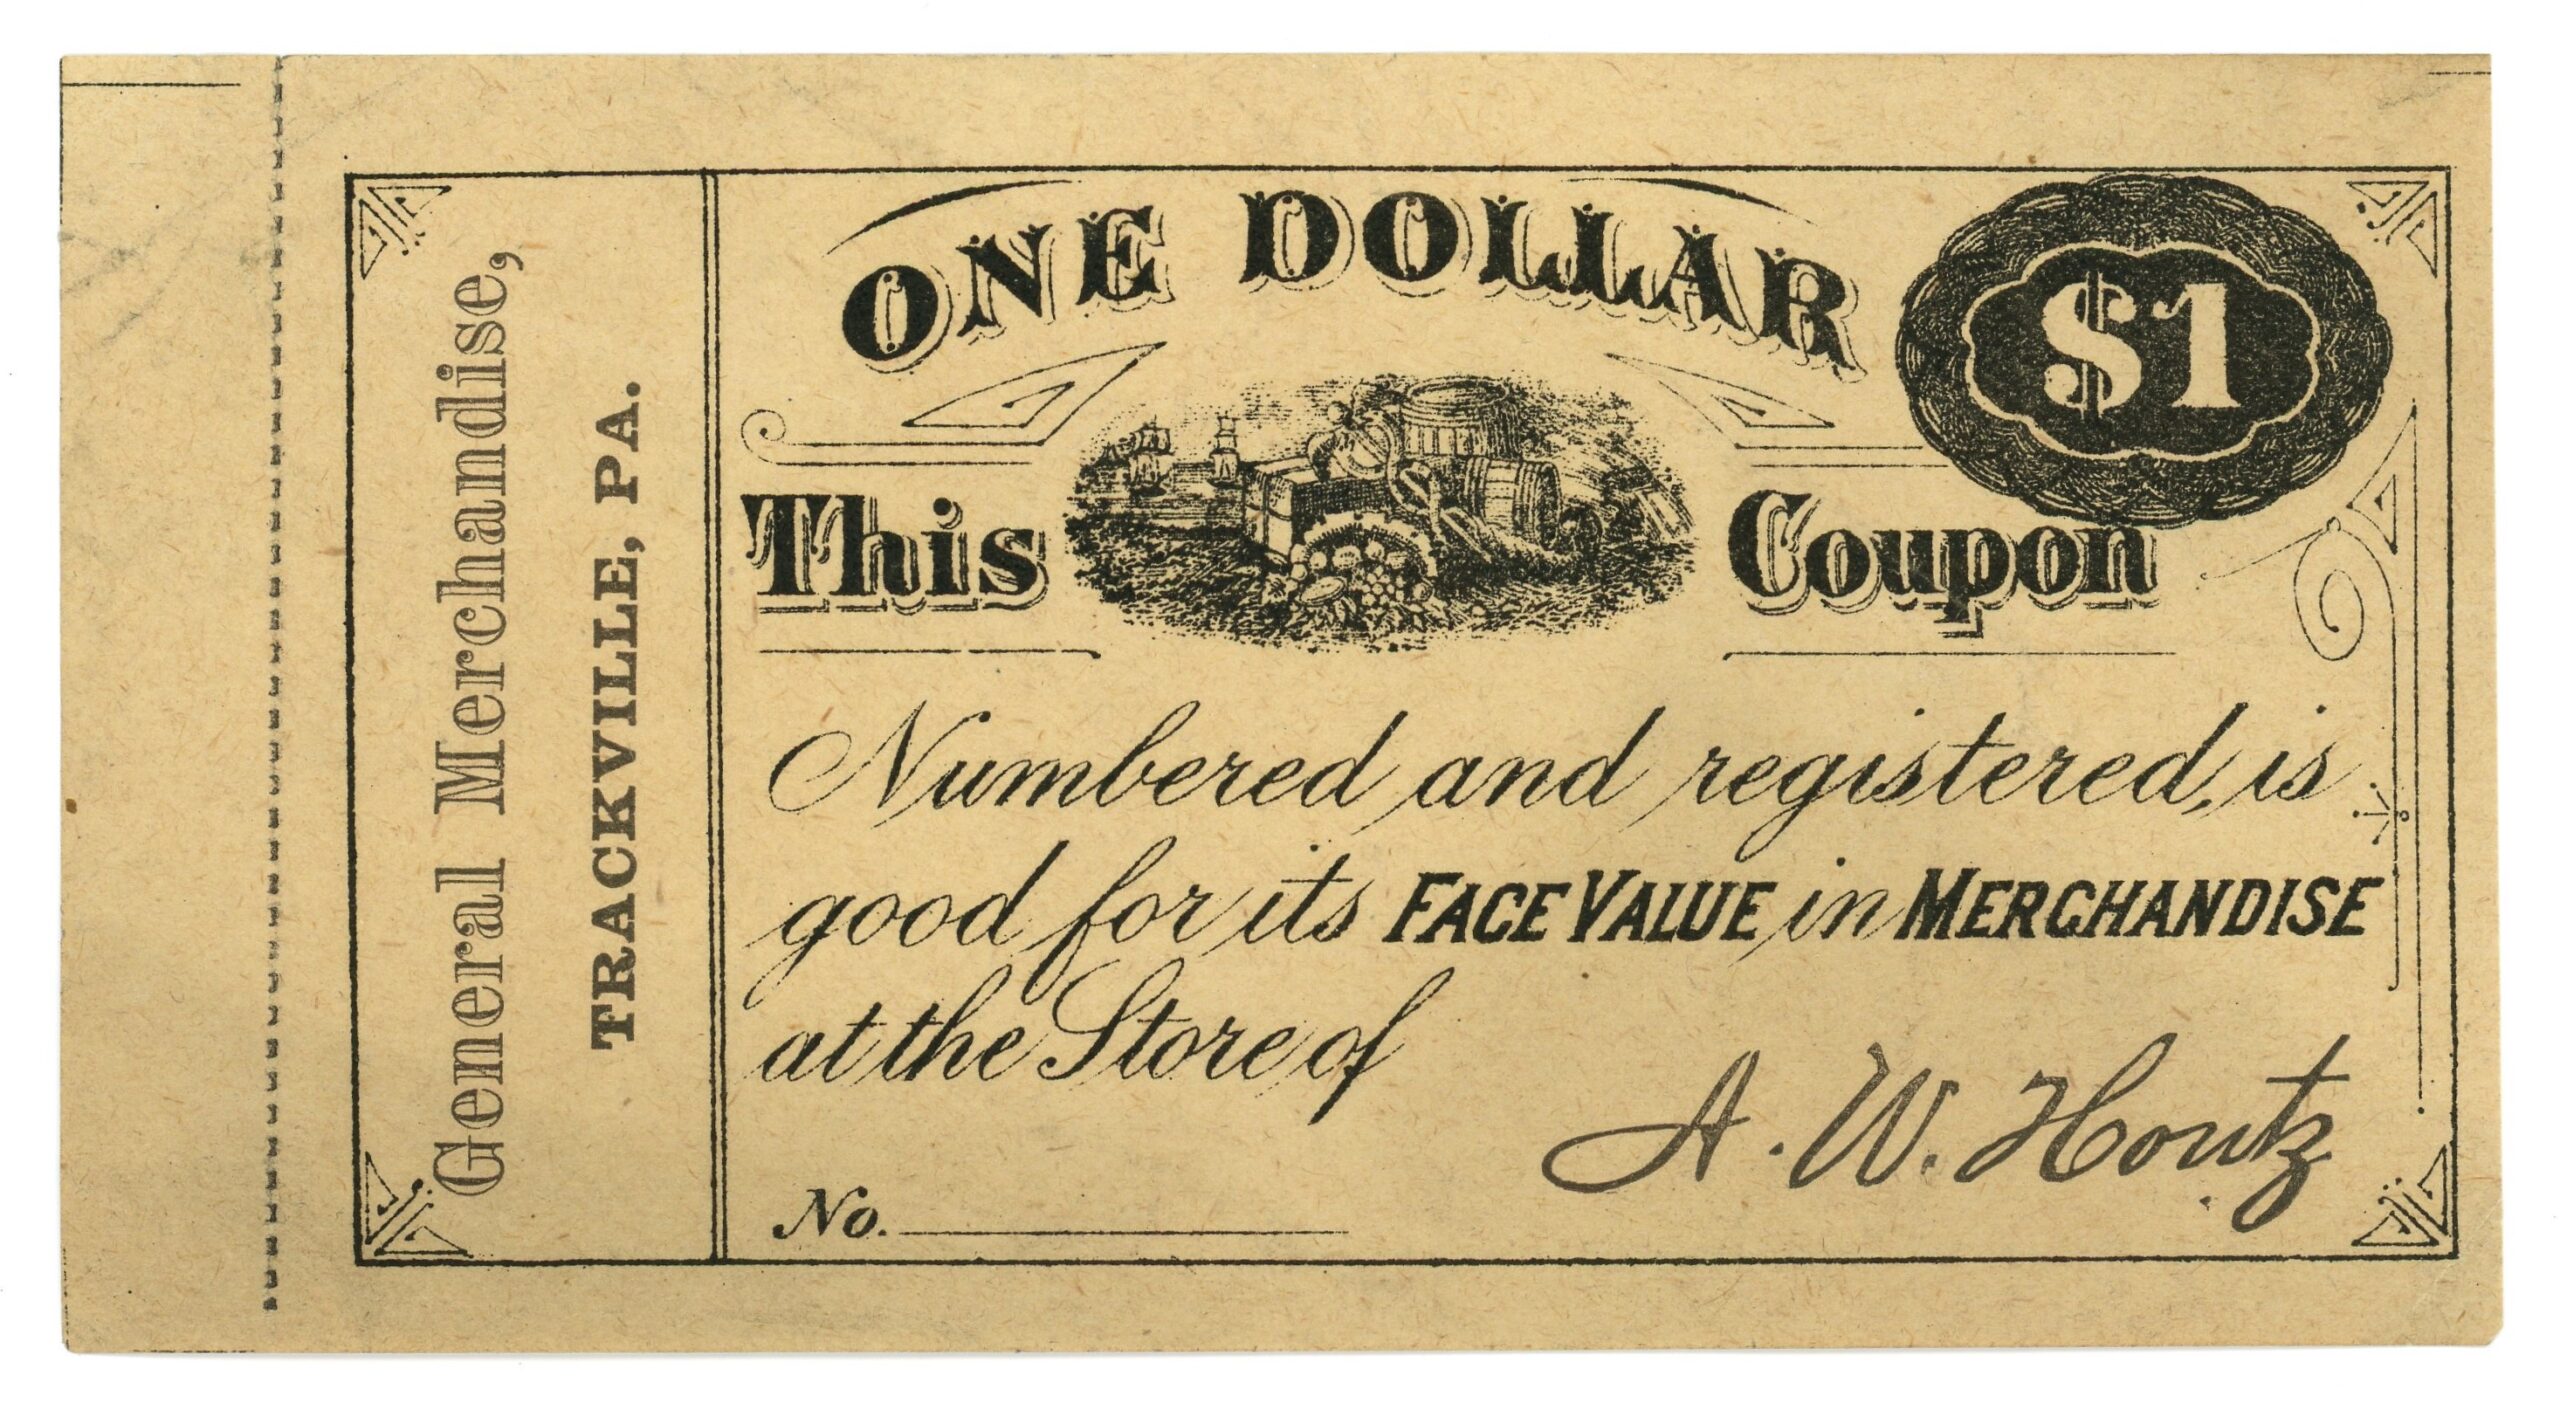 General Merchandise,
TRACKVILLE, PA.
ONE DOLLAR
$1
This Coupon
Numbered and registered, is
good for its FACE VALUE in MERCHANDISE
at the Store of
A. W. Houtz
No.